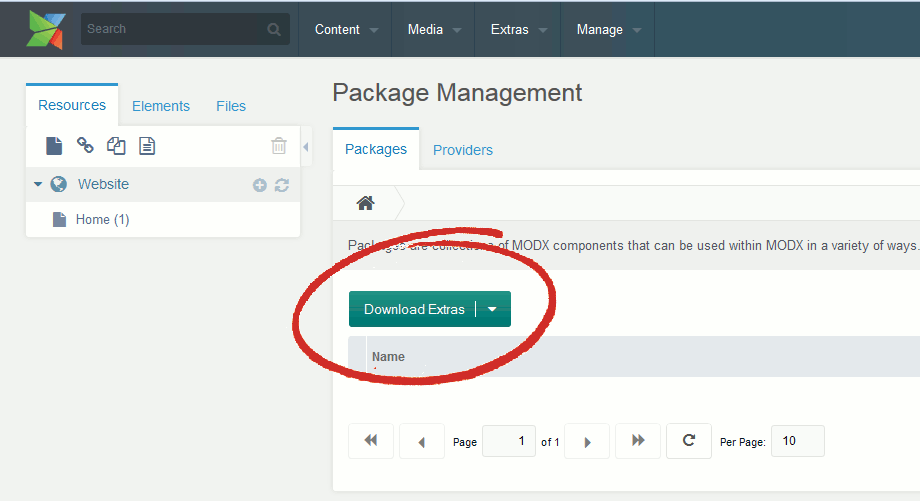 Search
Content
Media
Extras
Manage
Resources
Elements
Files
Website
Home (1)
Package Management
Packages
Providers
Packages are collections of MODX components that can be used within MODX in a variety of ways.
Download Extras
Name
Page 1 of 1
Per Page: 10